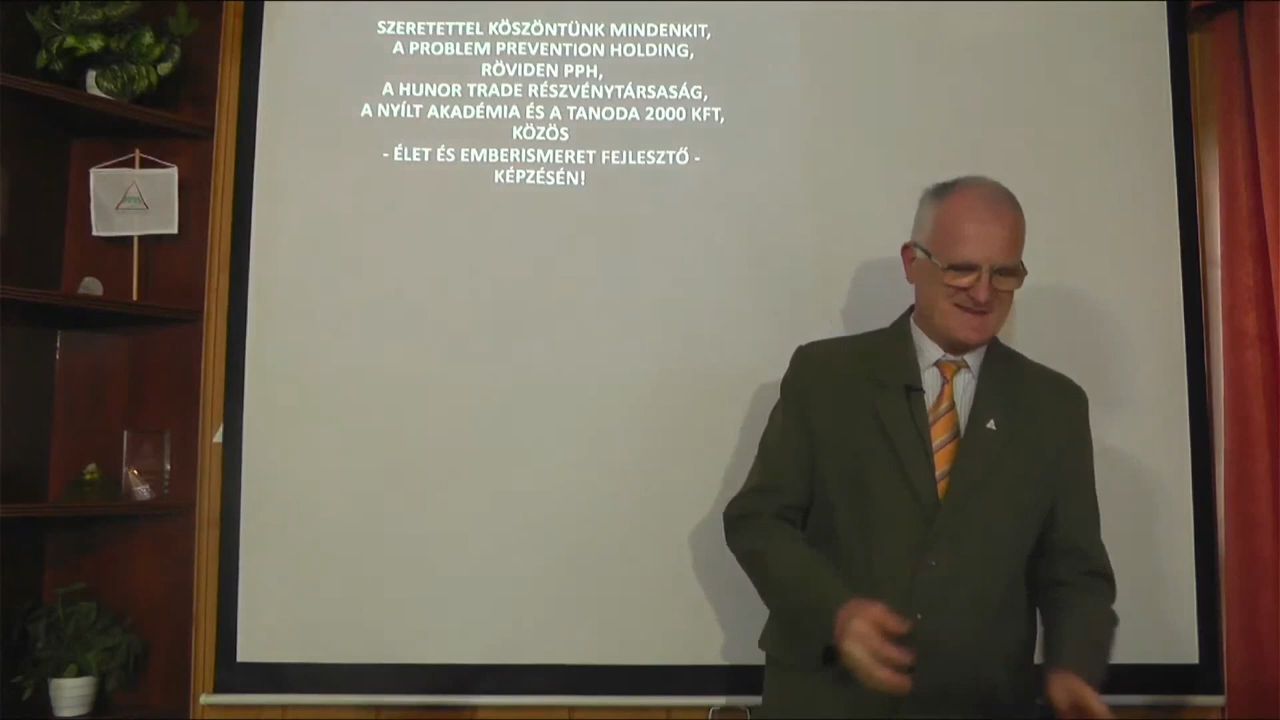 SZERETETTEL KÖSZÖNTÜNK MINDENKIT,
A PROBLEM PREVENTION HOLDING,
RÖVIDEN PPH,
A HUNOR TRADE RÉSZVÉNYTÁRSASÁG,
A NYÍLT AKADÉMIA ÉS A TANODA 2000 KFT,
KÖZÖS
- ÉLET ÉS EMBERISMERET FEJLESZTŐ -
KÉPZÉSÉN!